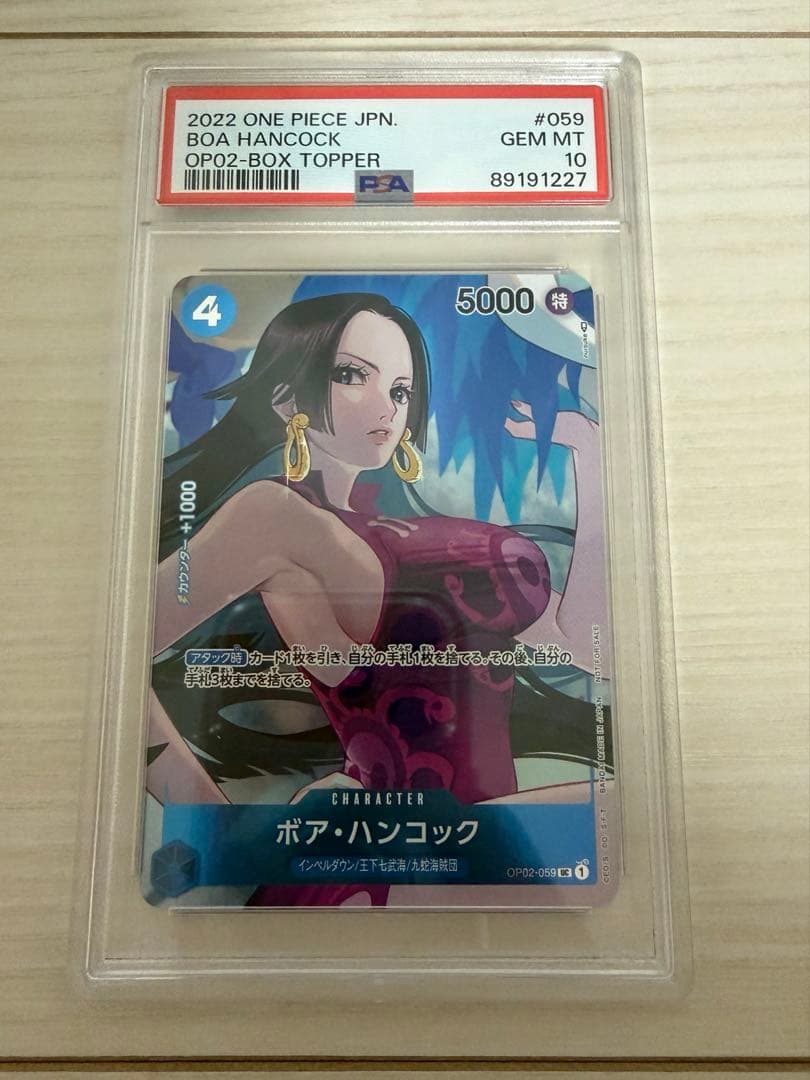 2022 ONE PIECE JPN. #059
BOA HANCOCK GEM MT
OP02-BOX TOPPER 10
PSA 89191227
4
5000 特
カウンター +1000
アタック時 カード1枚を引き、自分の手札1枚を捨てる。その後、自分の
手札3枚までを捨てる。
BANDAI MADE IN JAPAN NOT FOR SALE
CHARACTER
ボア・ハンコック
インペルダウン/王下七武海/九蛇海賊団
OP02-059 UC 1